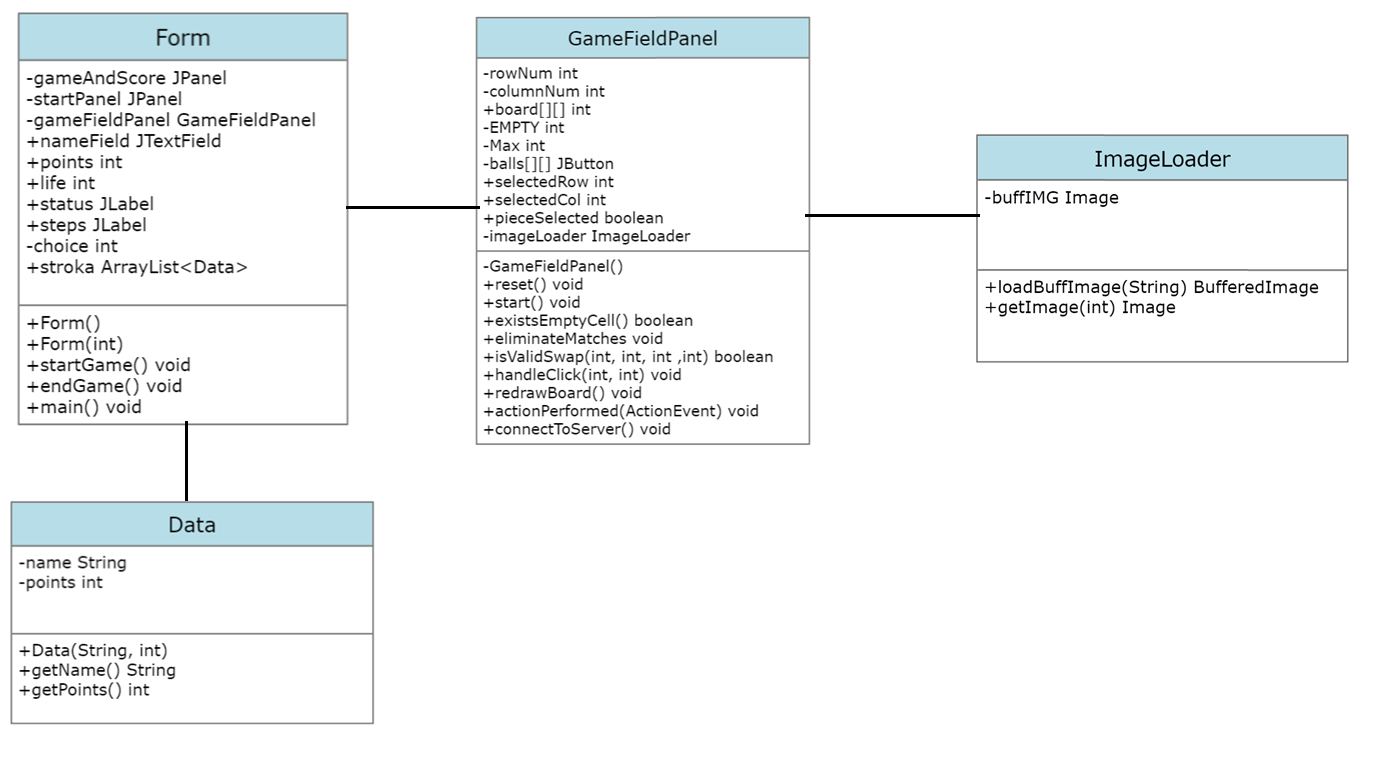 Form
-gameAndScore JPanel
-startPanel JPanel
-gameFieldPanel GameFieldPanel
+nameField JTextField
+points int
+life int
+status JLabel
+steps JLabel
-choice int
+stroka ArrayList<Data>
+Form()
+Form(int)
+startGame() void
+endGame() void
+main() void
GameFieldPanel
-rowNum int
-columnNum int
+board[][] int
-EMPTY int
-Max int
-balls[][] JButton
+selectedRow int
+selectedCol int
+pieceSelected boolean
-imageLoader ImageLoader
-GameFieldPanel()
+reset() void
+start() void
+existsEmptyCell() boolean
+eliminateMatches void
+isValidSwap(int, int, int ,int) boolean
+handleClick(int, int) void
+redrawBoard() void
+actionPerformed(ActionEvent) void
+connectToServer() void
ImageLoader
-buffIMG Image
+loadBuffImage(String) BufferedImage
+getImage(int) Image
Data
-name String
-points int
+Data(String, int)
+getName() String
+getPoints() int